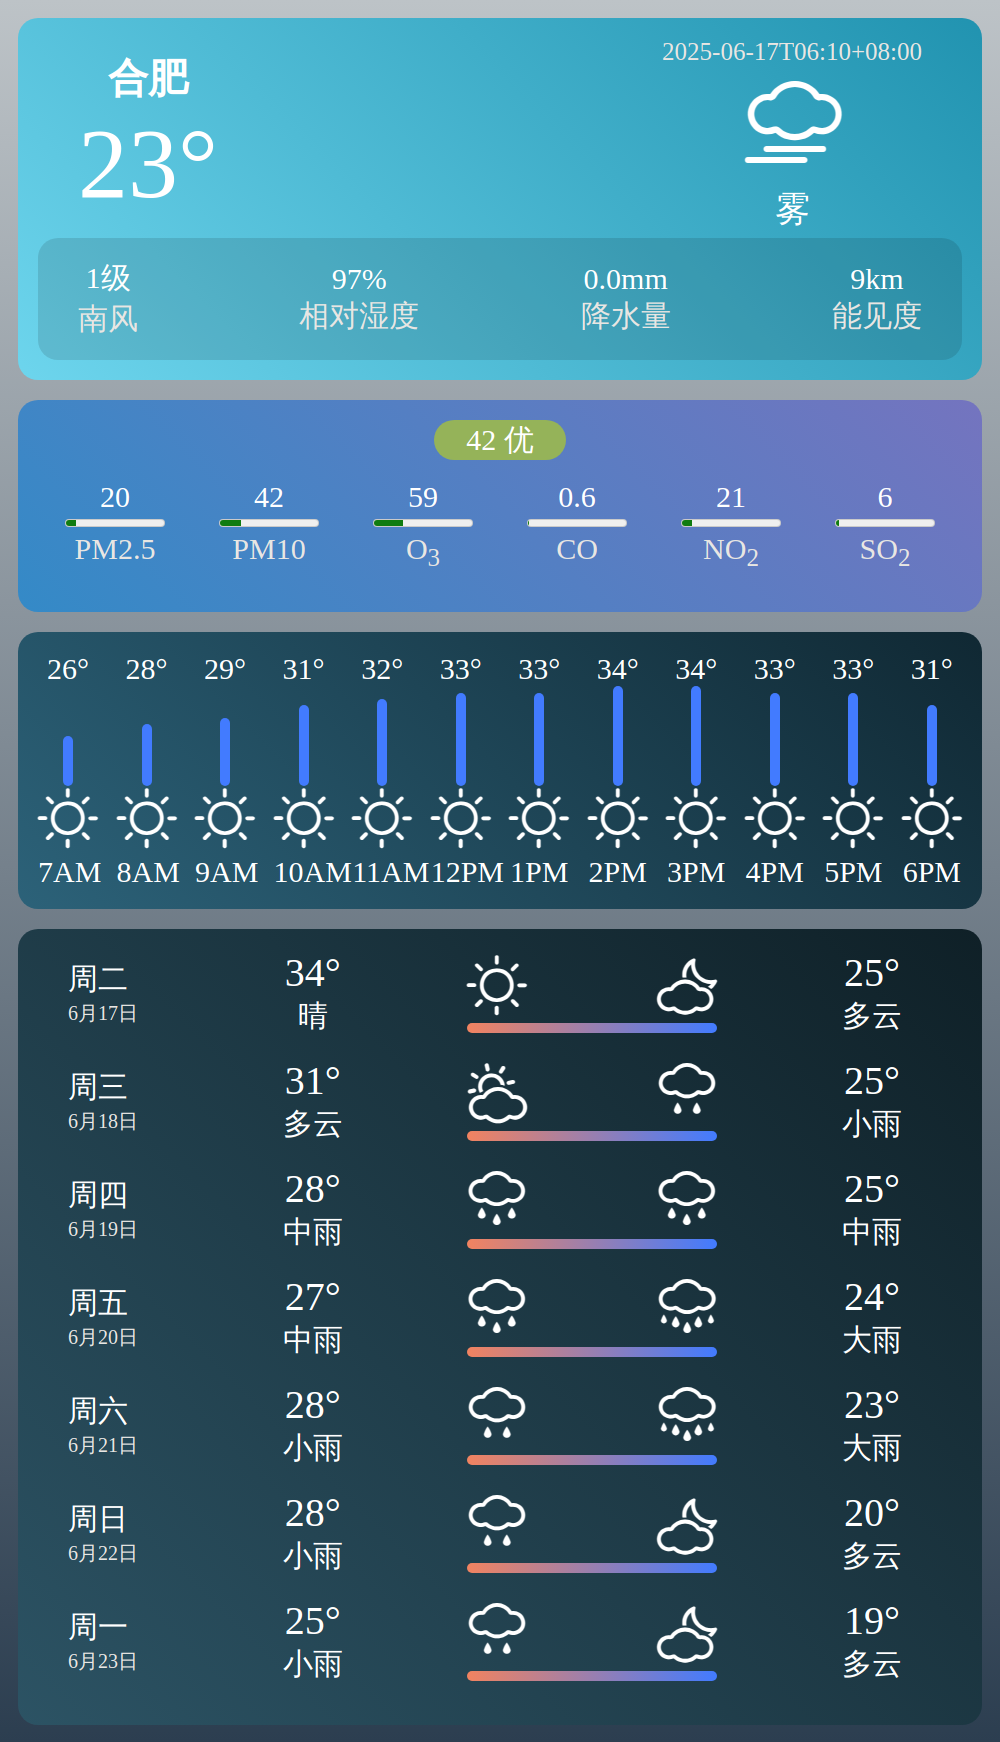 合肥
23°
2025-06-17T06:10+08:00
雾
1级 97% 0.0mm 9km
南风 相对湿度 降水量 能见度
42 优
20 42 59 0.6 21 6
PM2.5 PM10 O3 CO NO2 SO2
26° 28° 29° 31° 32° 33° 33° 34° 34° 33° 33° 31°
7AM 8AM 9AM 10AM 11AM 12PM 1PM 2PM 3PM 4PM 5PM 6PM
周二 34° 25°
6月17日 晴 多云
周三 31° 25°
6月18日 多云 小雨
周四 28° 25°
6月19日 中雨 中雨
周五 27° 24°
6月20日 中雨 大雨
周六 28° 23°
6月21日 小雨 大雨
周日 28° 20°
6月22日 小雨 多云
周一 25° 19°
6月23日 小雨 多云